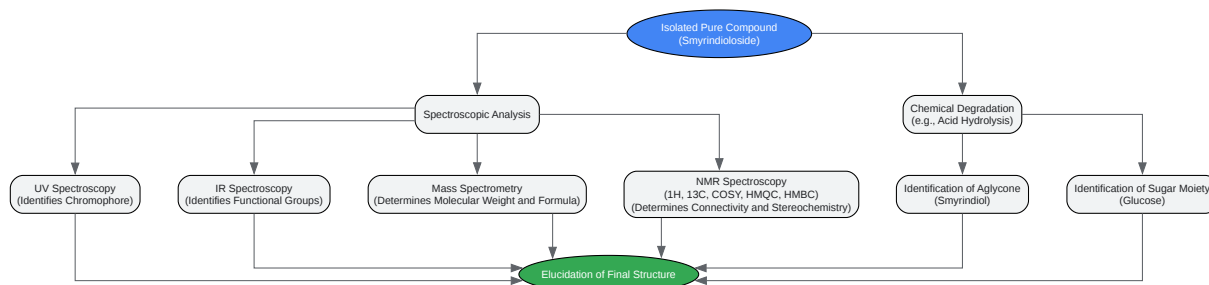 Isolated Pure Compound
(Smyrindioloside)
Spectroscopic Analysis
Chemical Degradation
(e.g., Acid Hydrolysis)
UV Spectroscopy
(Identifies Chromophore)
IR Spectroscopy
(Identifies Functional Groups)
Mass Spectrometry
(Determines Molecular Weight and Formula)
NMR Spectroscopy
(1H, 13C, COSY, HMQC, HMBC)
(Determines Connectivity and Stereochemistry)
Identification of Aglycone
(Smyrindiol)
Identification of Sugar Moiety
(Glucose)
Elucidation of Final Structure